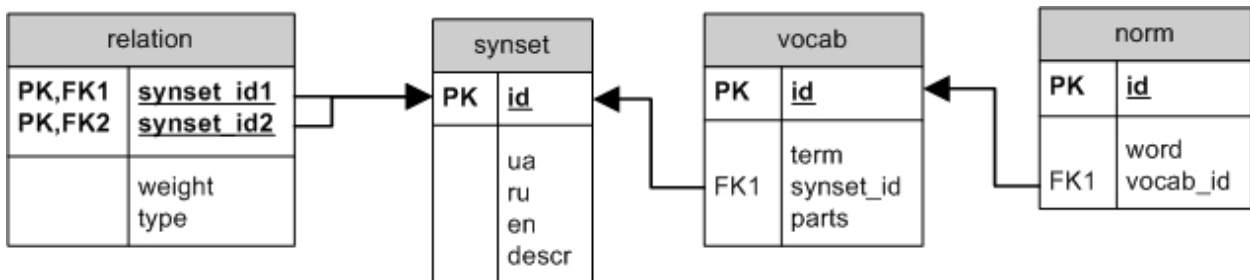 relation
PK,FK1 synset_id1
PK,FK2 synset_id2
weight
type
synset
PK id
ua
ru
en
descr
vocab
PK id
term
FK1 synset_id
parts
norm
PK id
word
FK1 vocab_id